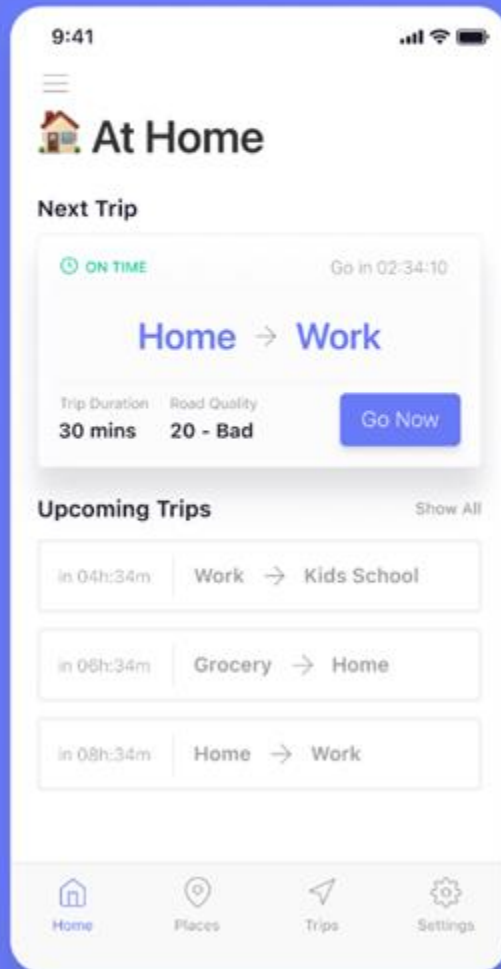 9:41
At Home
Next Trip
ON TIME Go in 02:34:10
Home → Work
Trip Duration Road Quality
30 mins 20 - Bad Go Now
Upcoming Trips Show All
in 04h:34m Work → Kids School
in 06h:34m Grocery → Home
in 08h:34m Home → Work
Home Places Trips Settings